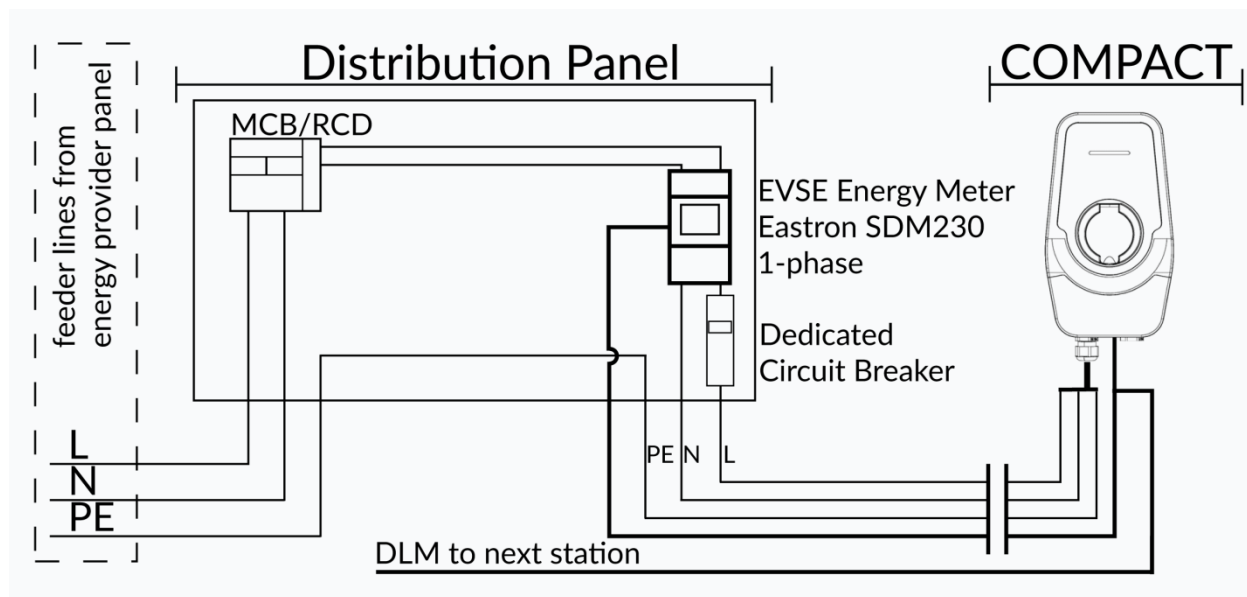 Distribution Panel
COMPACT
feeder lines from
energy provider panel
MCB/RCD
EVSE Energy Meter
Eastron SDM230
1-phase
Dedicated
Circuit Breaker
L
N
PE
PE N L
DLM to next station